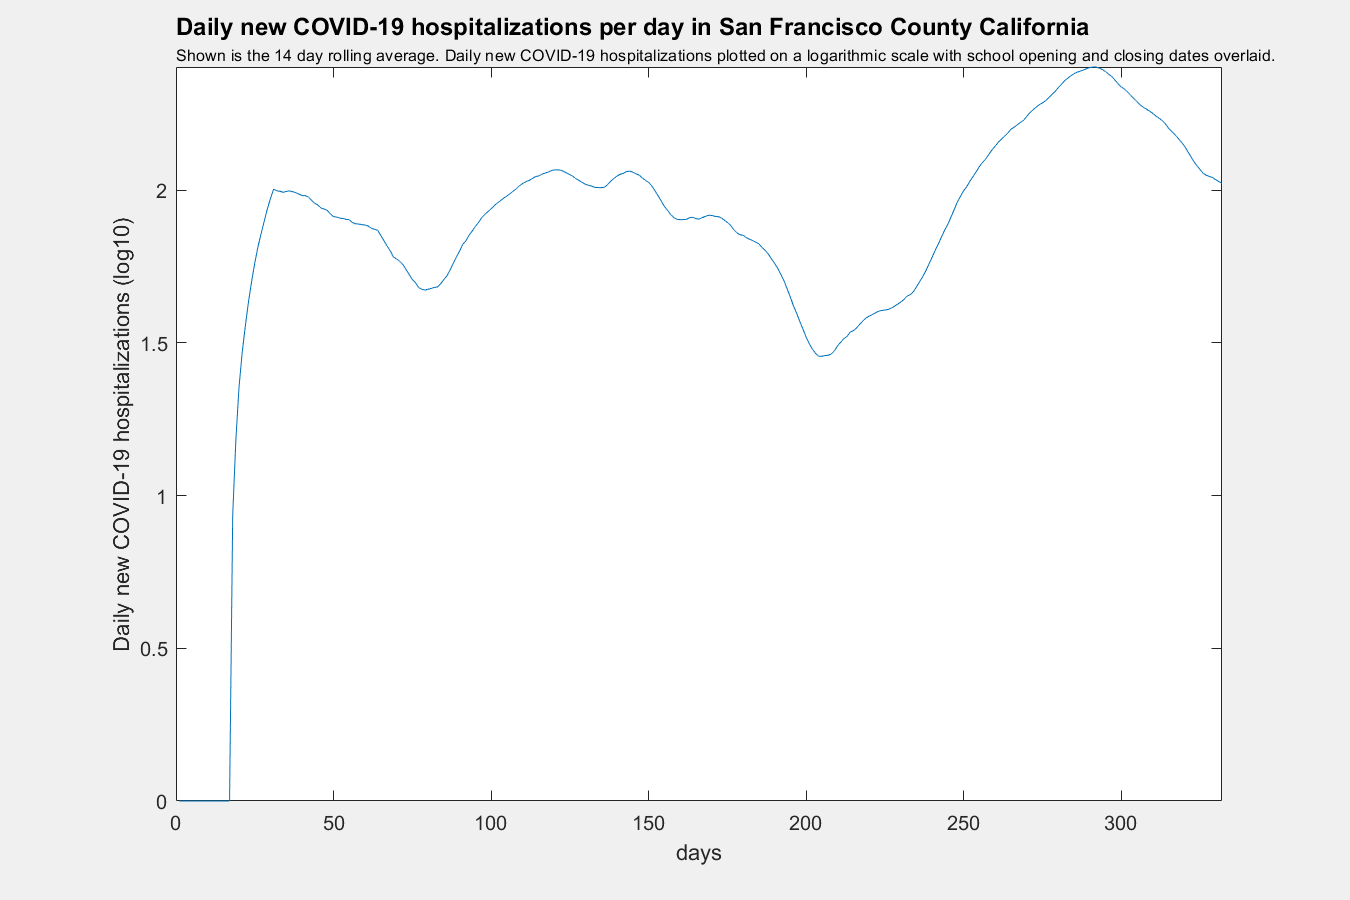 Daily new COVID-19 hospitalizations per day in San Francisco County California
Shown is the 14 day rolling average. Daily new COVID-19 hospitalizations plotted on a logarithmic scale with school opening and closing dates overlaid.
Daily new COVID-19 hospitalizations (log10)
2
1.5
1
0.5
0
0 50 100 150 200 250 300
days